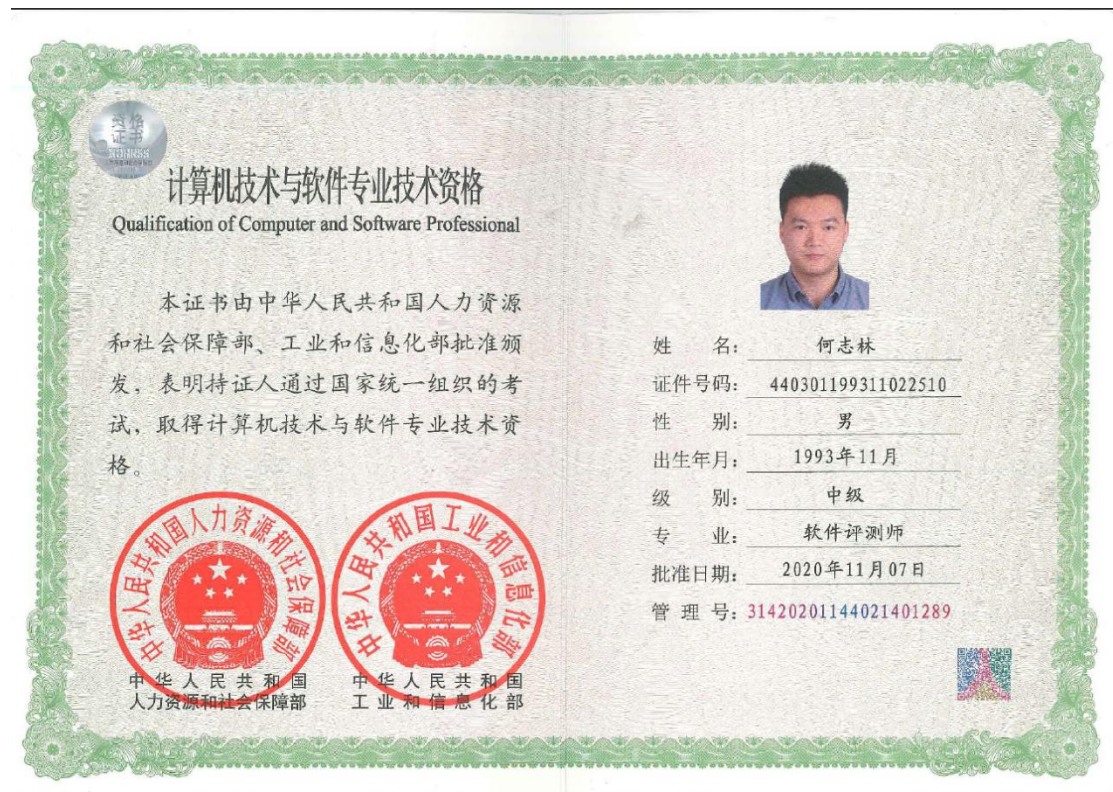 资格
证书
MOHRSS
计算机技术与软件专业技术资格
Qualification of Computer and Software Professional
本证书由中华人民共和国人力资源
和社会保障部、工业和信息化部批准颁
发，表明持证人通过国家统一组织的考
试，取得计算机技术与软件专业技术资
格。
中华人民共和国人力资源和社会保障部
中华人民共和国工业和信息化部
中华人民共和国
人力资源和社会保障部
中华人民共和国
工业和信息化部
姓 名：何志林
证件号码：440301199311022510
性 别：男
出生年月：1993年11月
级 别：中级
专 业：软件评测师
批准日期：2020年11月07日
管 理 号：31420201144021401289